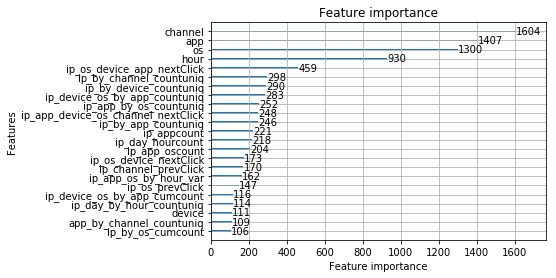 Feature importance
channel 1604
app 1407
os 1300
hour 930
ip_os_device_app_nextClick 459
ip_by_channel_countuniq 298
ip_by_device_countuniq 290
ip_device_os_by_app_countuniq 283
ip_app_by_os_countuniq 252
ip_app_device_os_channel_nextClick 248
ip_by_app_countuniq 246
ip_appcount 221
ip_day_hourcount 218
ip_app_oscount 204
ip_os_device_nextClick 173
ip_channel_prevClick 170
ip_app_os_by_hour_var 162
ip_os_prevClick 147
ip_device_os_by_app_cumcount 116
ip_day_by_hour_countuniq 114
device 111
app_by_channel_countuniq 109
ip_by_os_cumcount 106
Features
0 200 400 600 800 1000 1200 1400 1600
Feature importance